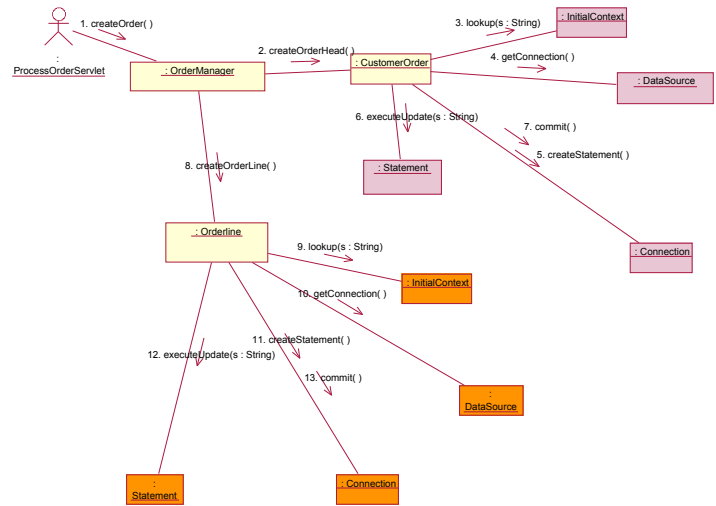 1. createOrder( )
:
ProcessOrderServlet
: OrderManager
2. createOrderHead( )
: CustomerOrder
3. lookup(s : String)
: InitialContext
4. getConnection( )
: DataSource
6. executeUpdate(s : String)
: Statement
7. commit( )
5. createStatement( )
: Connection
8. createOrderLine( )
: Orderline
9. lookup(s : String)
: InitialContext
10. getConnection( )
:
DataSource
11. createStatement( )
12. executeUpdate(s : String)
13. commit( )
:
Statement
: Connection